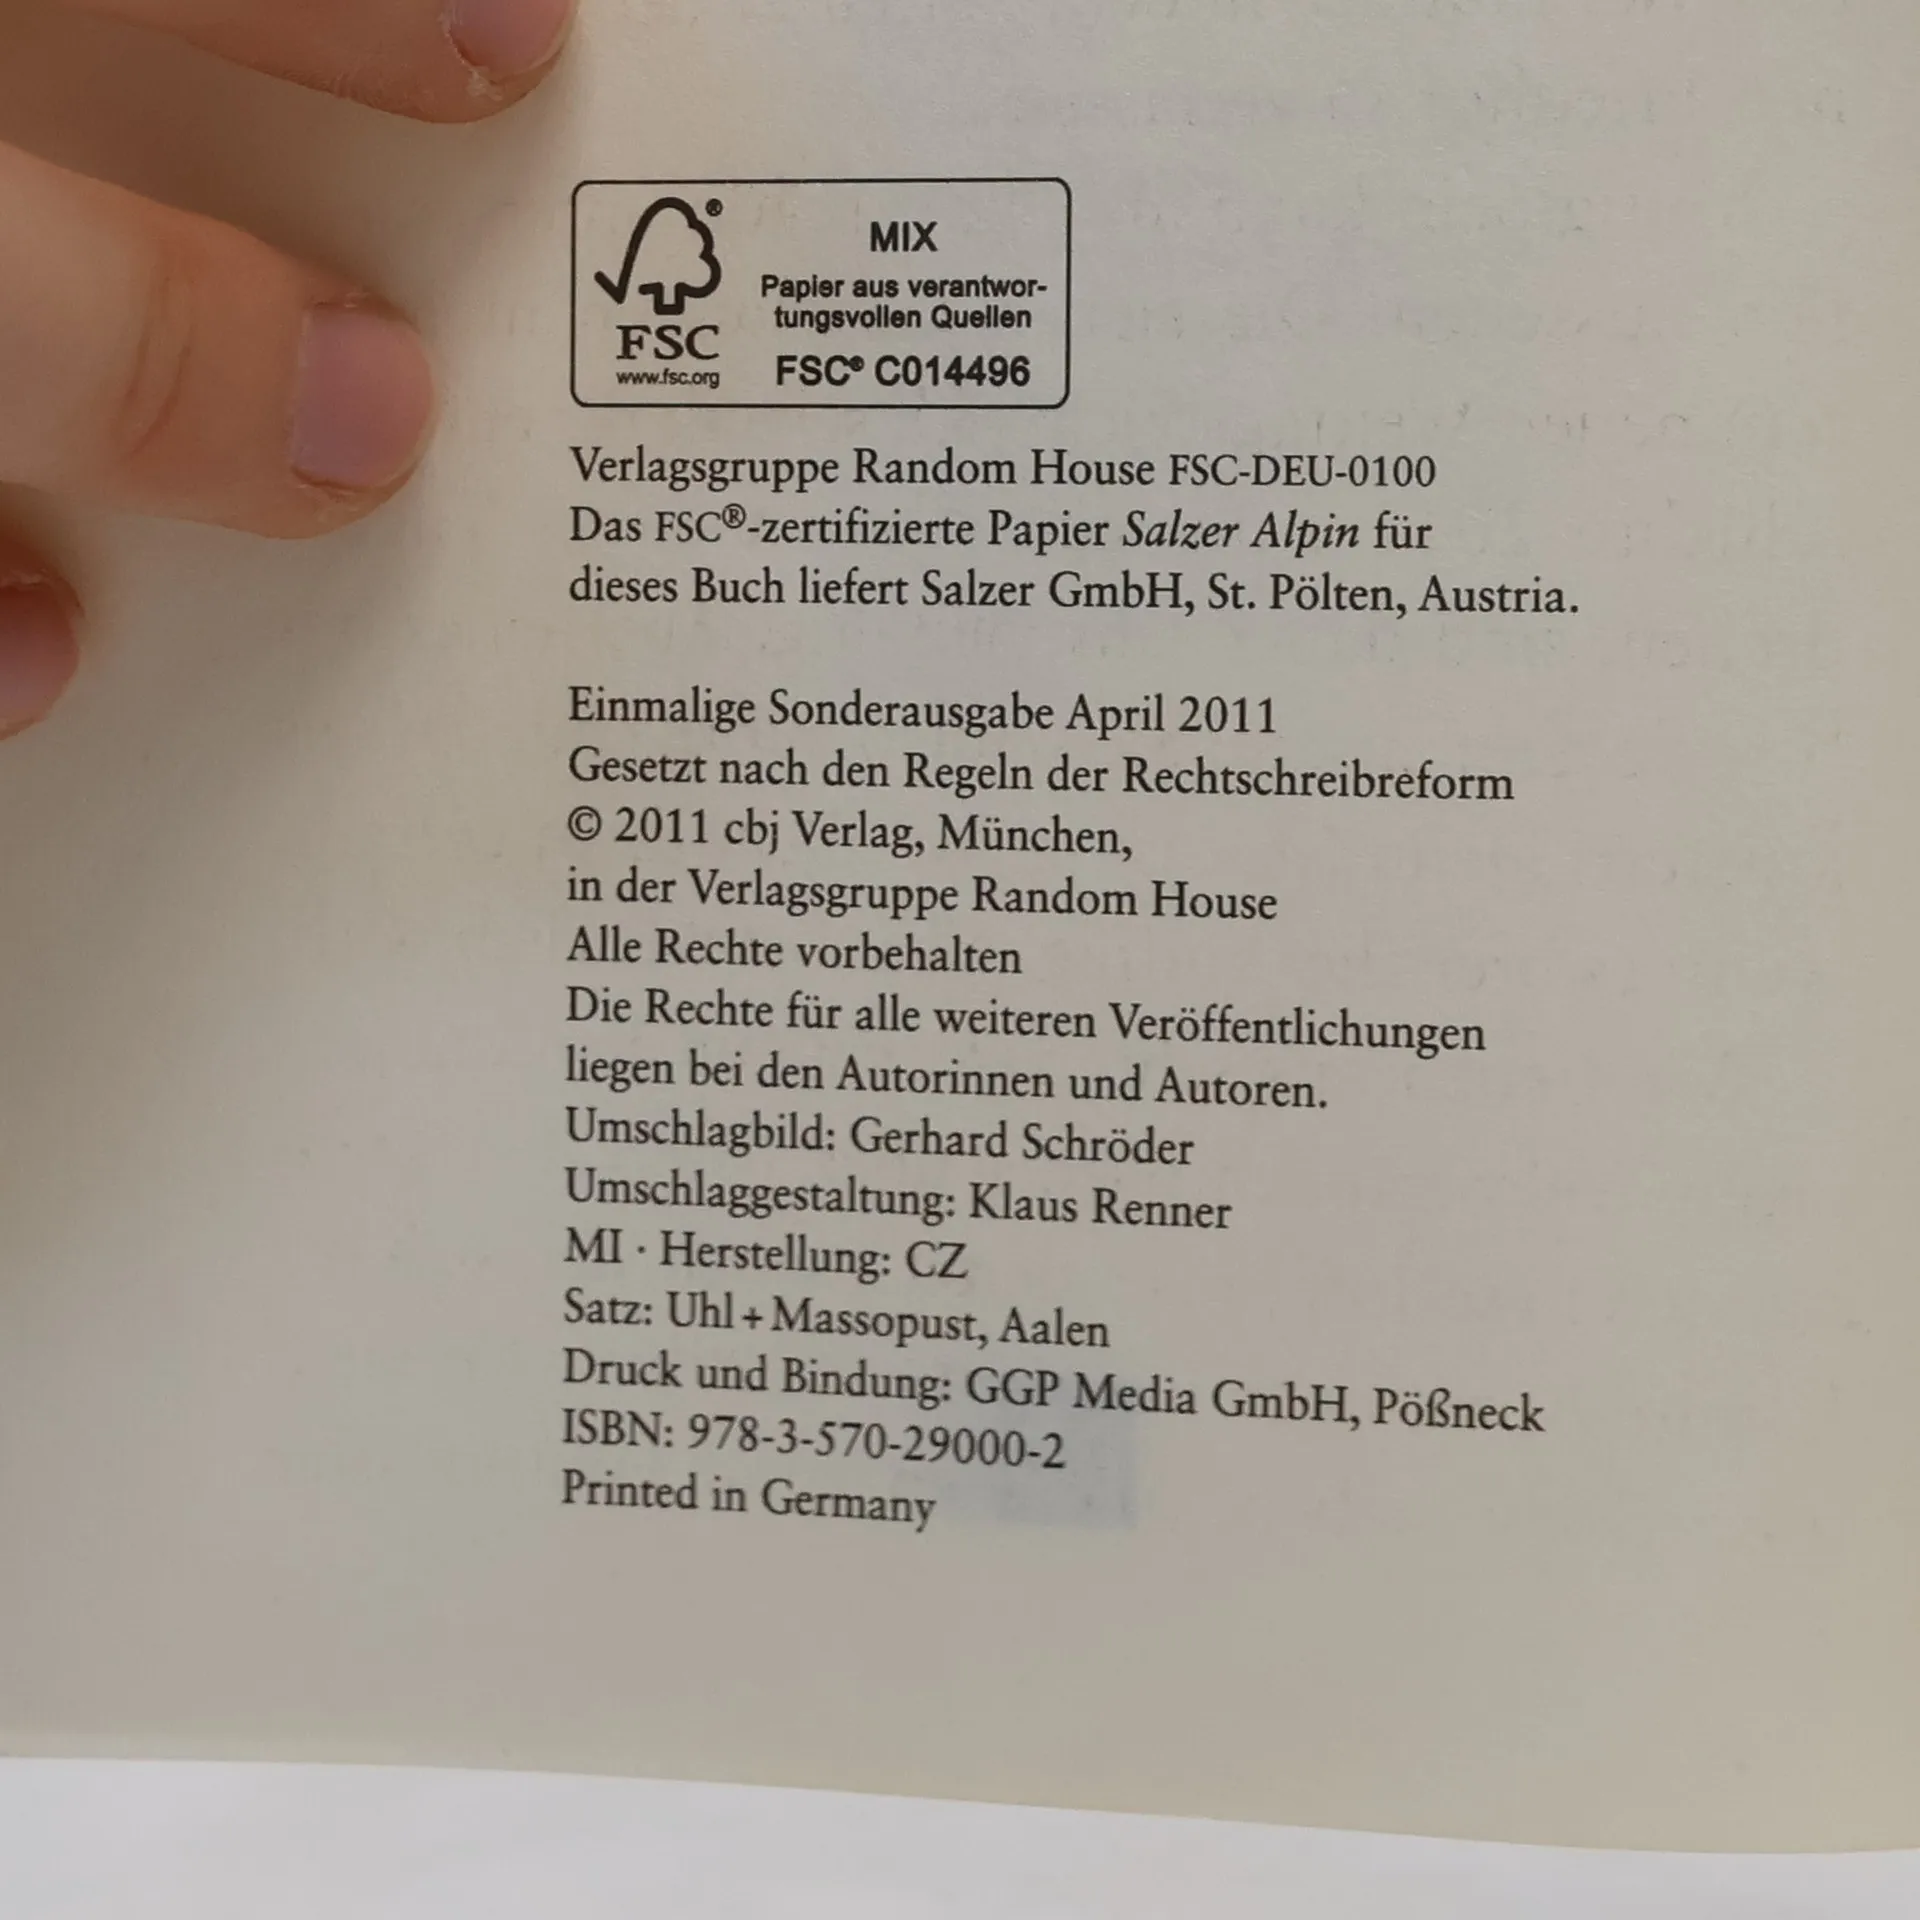 MIX
Papier aus verantwor-
tungsvollen Quellen
FSC® C014496
®
FSC
www.fsc.org
Verlagsgruppe Random House FSC-DEU-0100
Das FSC®-zertifizierte Papier Salzer Alpin für
dieses Buch liefert Salzer GmbH, St. Pölten, Austria.
Einmalige Sonderausgabe April 2011
Gesetzt nach den Regeln der Rechtschreibreform
© 2011 cbj Verlag, München,
in der Verlagsgruppe Random House
Alle Rechte vorbehalten
Die Rechte für alle weiteren Veröffentlichungen
liegen bei den Autorinnen und Autoren.
Umschlagbild: Gerhard Schröder
Umschlaggestaltung: Klaus Renner
MI · Herstellung: CZ
Satz: Uhl + Massopust, Aalen
Druck und Bindung: GGP Media GmbH, Pößneck
ISBN: 978-3-570-29000-2
Printed in Germany